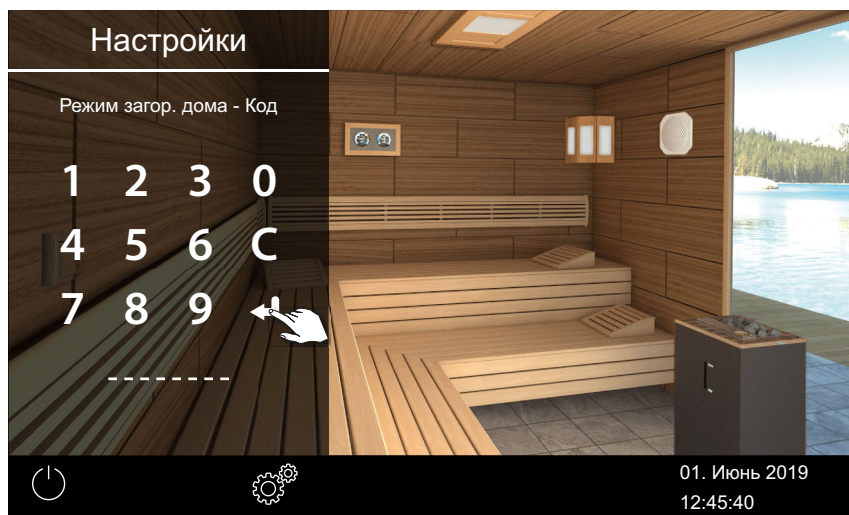 Настройки
Режим загор. дома - Код
1 2 3 0
4 5 6 C
7 8 9
01. Июнь 2019
12:45:40